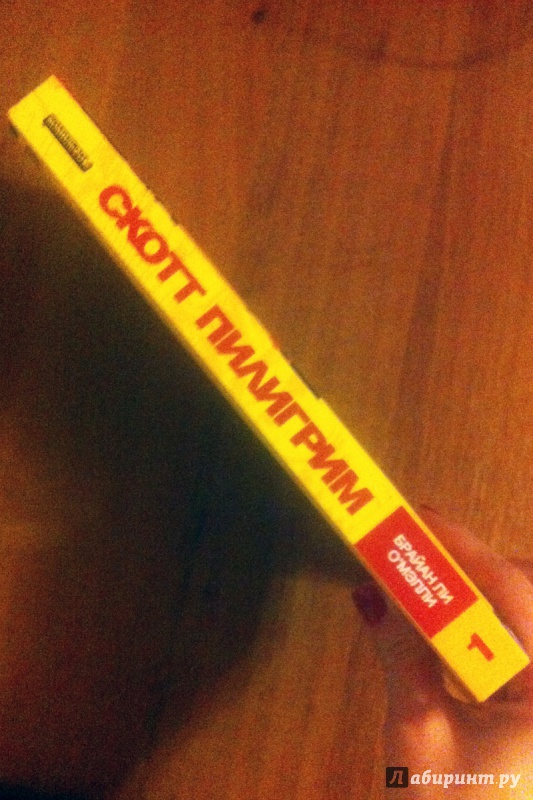 СКОТТ ПИЛИГРИМ
БРАЙАН ЛИ
О'МЭЛЛИ
1
Лабиринт.ру